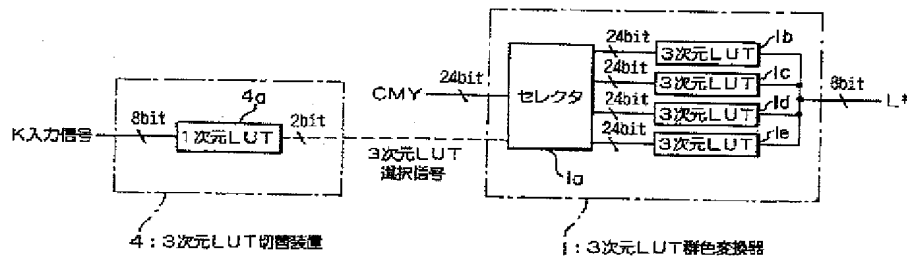 K入力信号
8bit
4a
1次元LUT
2bit
4:3次元LUT切替装置
3次元LUT
選択信号
CMY
24bit
セレクタ
1a
24bit
3次元LUT
1b
24bit
3次元LUT
1c
24bit
3次元LUT
1d
24bit
3次元LUT
1e
8bit
L*
1:3次元LUT群色変換器